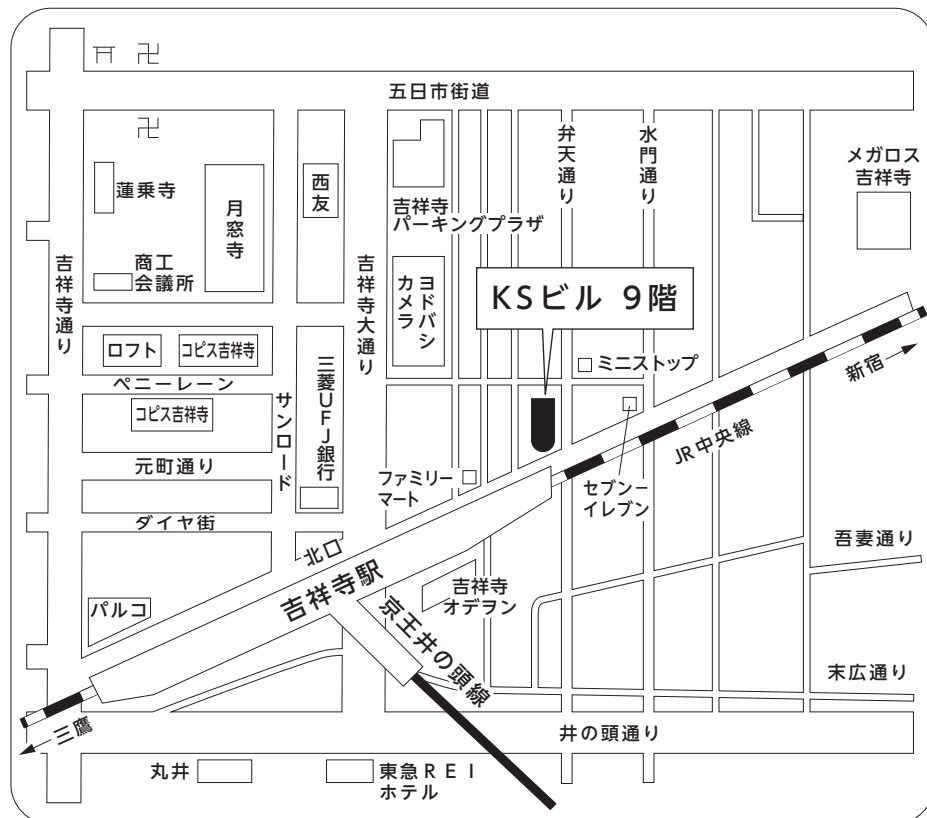 五日市街道
弁天通り
水門通り
メガロス
吉祥寺
蓮乗寺
月窓寺
西友
吉祥寺
パーキングプラザ
商工
会議所
吉祥寺通り
吉祥寺大通り
ヨドバシ
カメラ
KSビル 9階
ロフト
コピス吉祥寺
ミニストップ
新宿
ペニーレーン
コピス吉祥寺
サンロード
三菱UFJ銀行
JR中央線
元町通り
ファミリー
マート
セブン−
イレブン
ダイヤ街
北口
吾妻通り
吉祥寺駅
吉祥寺
オデヲン
パルコ
京王井の頭線
末広通り
三鷹
井の頭通り
丸井
東急REI
ホテル